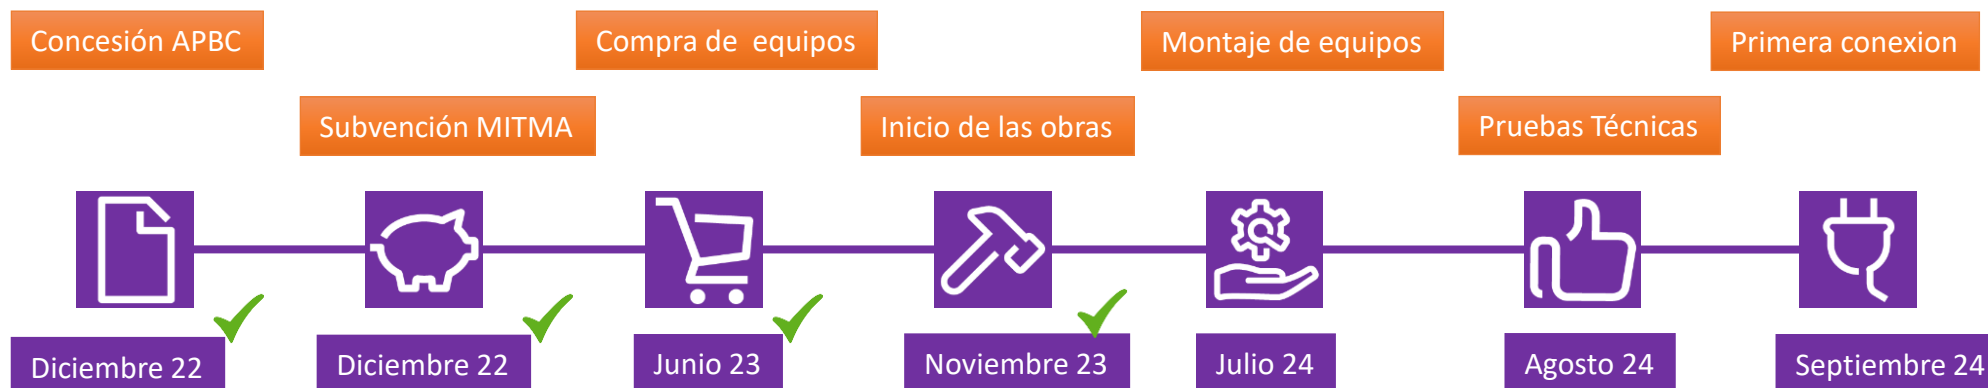 Concesión APBC
Compra de equipos
Montaje de equipos
Primera conexion
Subvención MITMA
Inicio de las obras
Pruebas Técnicas
Diciembre 22
Diciembre 22
Junio 23
Noviembre 23
Julio 24
Agosto 24
Septiembre 24